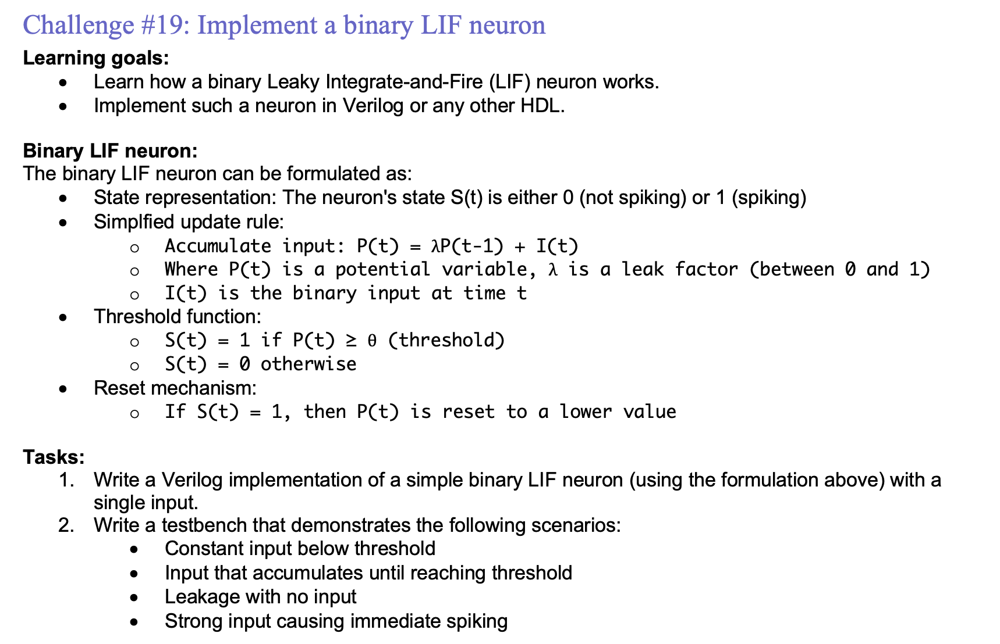 Challenge #19: Implement a binary LIF neuron
Learning goals:
• Learn how a binary Leaky Integrate-and-Fire (LIF) neuron works.
• Implement such a neuron in Verilog or any other HDL.
Binary LIF neuron:
The binary LIF neuron can be formulated as:
• State representation: The neuron's state S(t) is either 0 (not spiking) or 1 (spiking)
• Simplfied update rule:
○ Accumulate input: P(t) = λP(t-1) + I(t)
○ Where P(t) is a potential variable, λ is a leak factor (between 0 and 1)
○ I(t) is the binary input at time t
• Threshold function:
○ S(t) = 1 if P(t) ≥ θ (threshold)
○ S(t) = 0 otherwise
• Reset mechanism:
○ If S(t) = 1, then P(t) is reset to a lower value
Tasks:
1. Write a Verilog implementation of a simple binary LIF neuron (using the formulation above) with a
single input.
2. Write a testbench that demonstrates the following scenarios:
• Constant input below threshold
• Input that accumulates until reaching threshold
• Leakage with no input
• Strong input causing immediate spiking